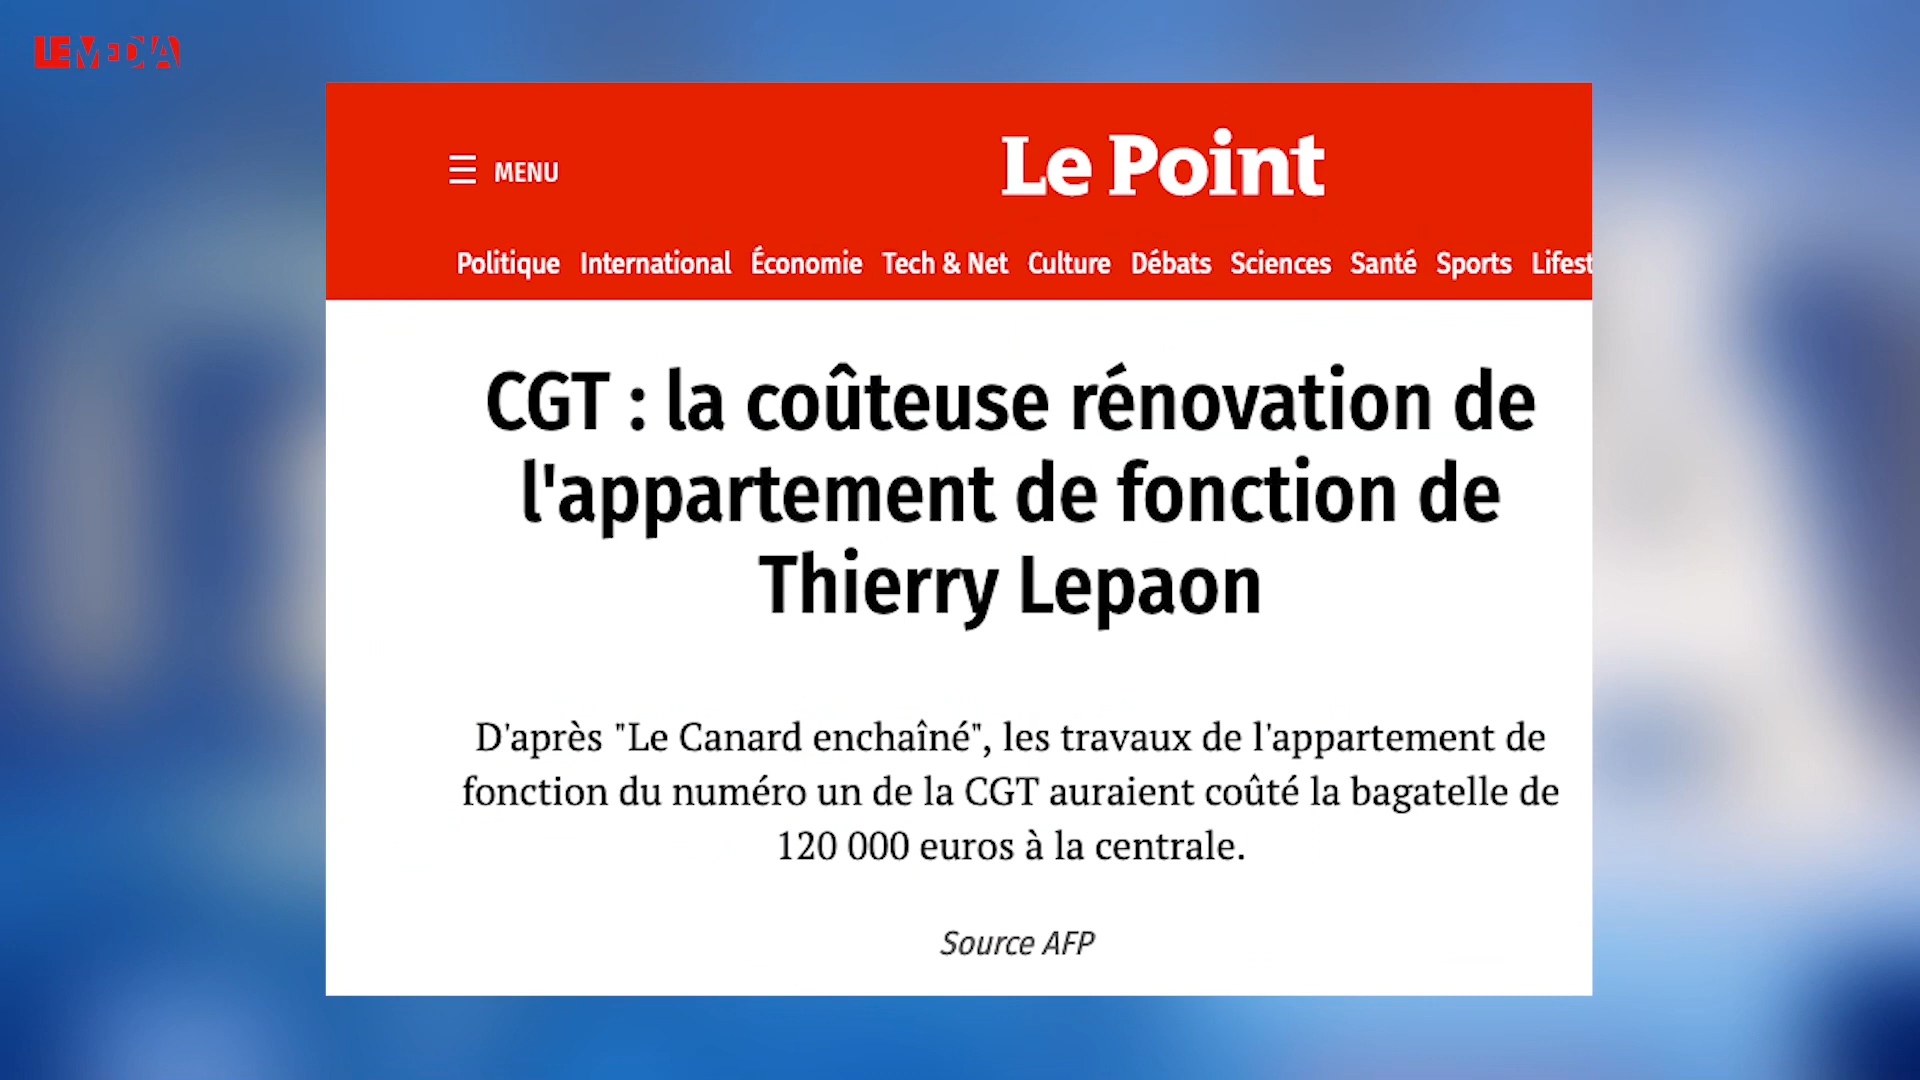 LEMEDIA
☰ MENU
Le Point
Politique International Économie Tech & Net Culture Débats Sciences Santé Sports Lifest
CGT : la coûteuse rénovation de
l'appartement de fonction de
Thierry Lepaon
D'après "Le Canard enchaîné", les travaux de l'appartement de
fonction du numéro un de la CGT auraient coûté la bagatelle de
120 000 euros à la centrale.
Source AFP